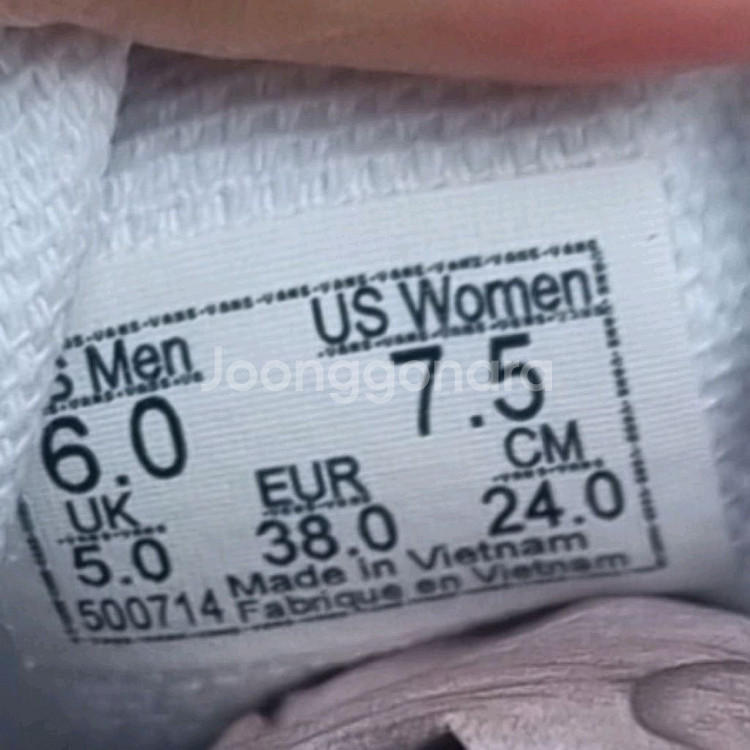 S Men US Women
6.0 7.5
UK EUR CM
5.0 38.0 24.0
500714 Made in Vietnam
Fabrique en Vietnam
Joonggonara